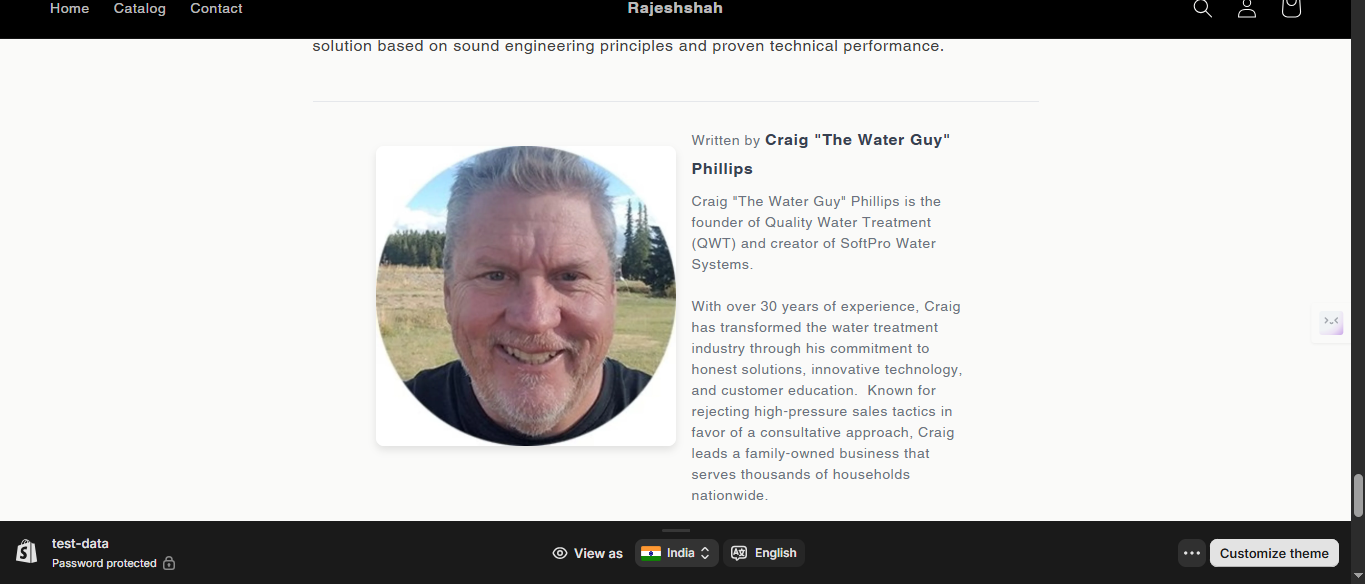 Home Catalog Contact Rajeshshah
solution based on sound engineering principles and proven technical performance.
Written by Craig "The Water Guy"
Phillips
Craig "The Water Guy" Phillips is the
founder of Quality Water Treatment
(QWT) and creator of SoftPro Water
Systems.
With over 30 years of experience, Craig
has transformed the water treatment
industry through his commitment to
honest solutions, innovative technology,
and customer education.  Known for
rejecting high-pressure sales tactics in
favor of a consultative approach, Craig
leads a family-owned business that
serves thousands of households
nationwide.
test-data
Password protected
View as India English
Customize theme